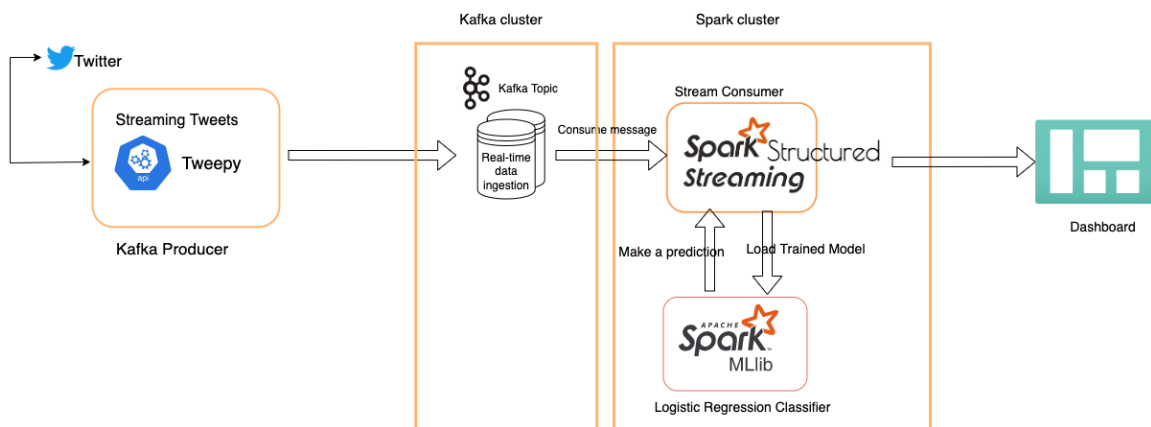 Kafka cluster
Spark cluster
Twitter
Streaming Tweets
api
Tweepy
Kafka Producer
Kafka Topic
Real-time
data
ingestion
Consume message
Stream Consumer
Spark Structured
Streaming
Make a prediction
Load Trained Model
APACHE
Spark
MLlib
Logistic Regression Classifier
Dashboard